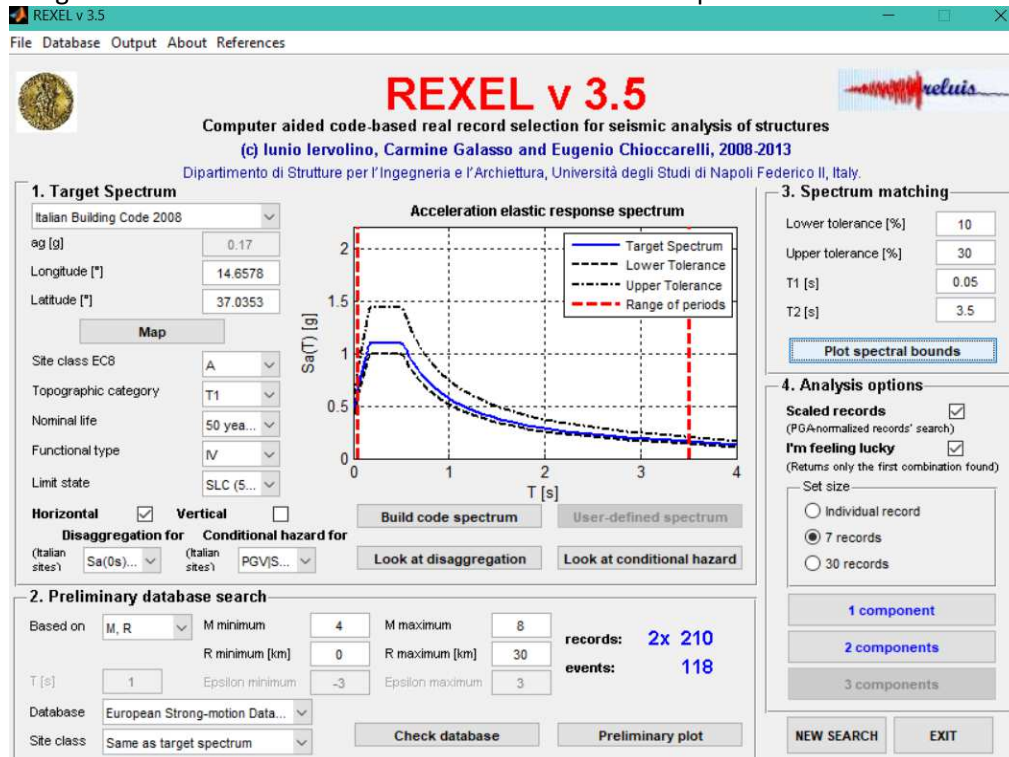 REXEL v 3.5
File Database Output About References
REXEL v 3.5
reluis
Computer aided code-based real record selection for seismic analysis of structures
(c) Iunio Iervolino, Carmine Galasso and Eugenio Chioccarelli, 2008-2013
Dipartimento di Strutture per l'Ingegneria e l'Archiettura, Università degli Studi di Napoli Federico II, Italy.
1. Target Spectrum
Italian Building Code 2008
ag [g] 0.17
Longitude [°] 14.6578
Latitude [°] 37.0353
Map
Site class EC8 A
Topographic category T1
Nominal life 50 yea...
Functional type IV
Limit state SLC (5...
Horizontal Vertical
Disaggregation for Conditional hazard for
(Italian sites) Sa(0s)... (Italian sites) PGV|S...
Acceleration elastic response spectrum
Target Spectrum
Lower Tolerance
Upper Tolerance
Range of periods
Sa(T) [g]
2
1.5
1
0.5
0
0 1 2 3 4
T [s]
Build code spectrum User-defined spectrum
Look at disaggregation Look at conditional hazard
2. Preliminary database search
Based on M, R M minimum 4 M maximum 8
R minimum [km] 0 R maximum [km] 30
T [s] 1 Epsilon minimum -3 Epsilon maximum 3
records: 2x 210
events: 118
Database European Strong-motion Data...
Site class Same as target spectrum
Check database Preliminary plot
3. Spectrum matching
Lower tolerance [%] 10
Upper tolerance [%] 30
T1 [s] 0.05
T2 [s] 3.5
Plot spectral bounds
4. Analysis options
Scaled records
(PGA-normalized records' search)
I'm feeling lucky
(Returns only the first combination found)
Set size
Individual record
7 records
30 records
1 component
2 components
3 components
NEW SEARCH EXIT